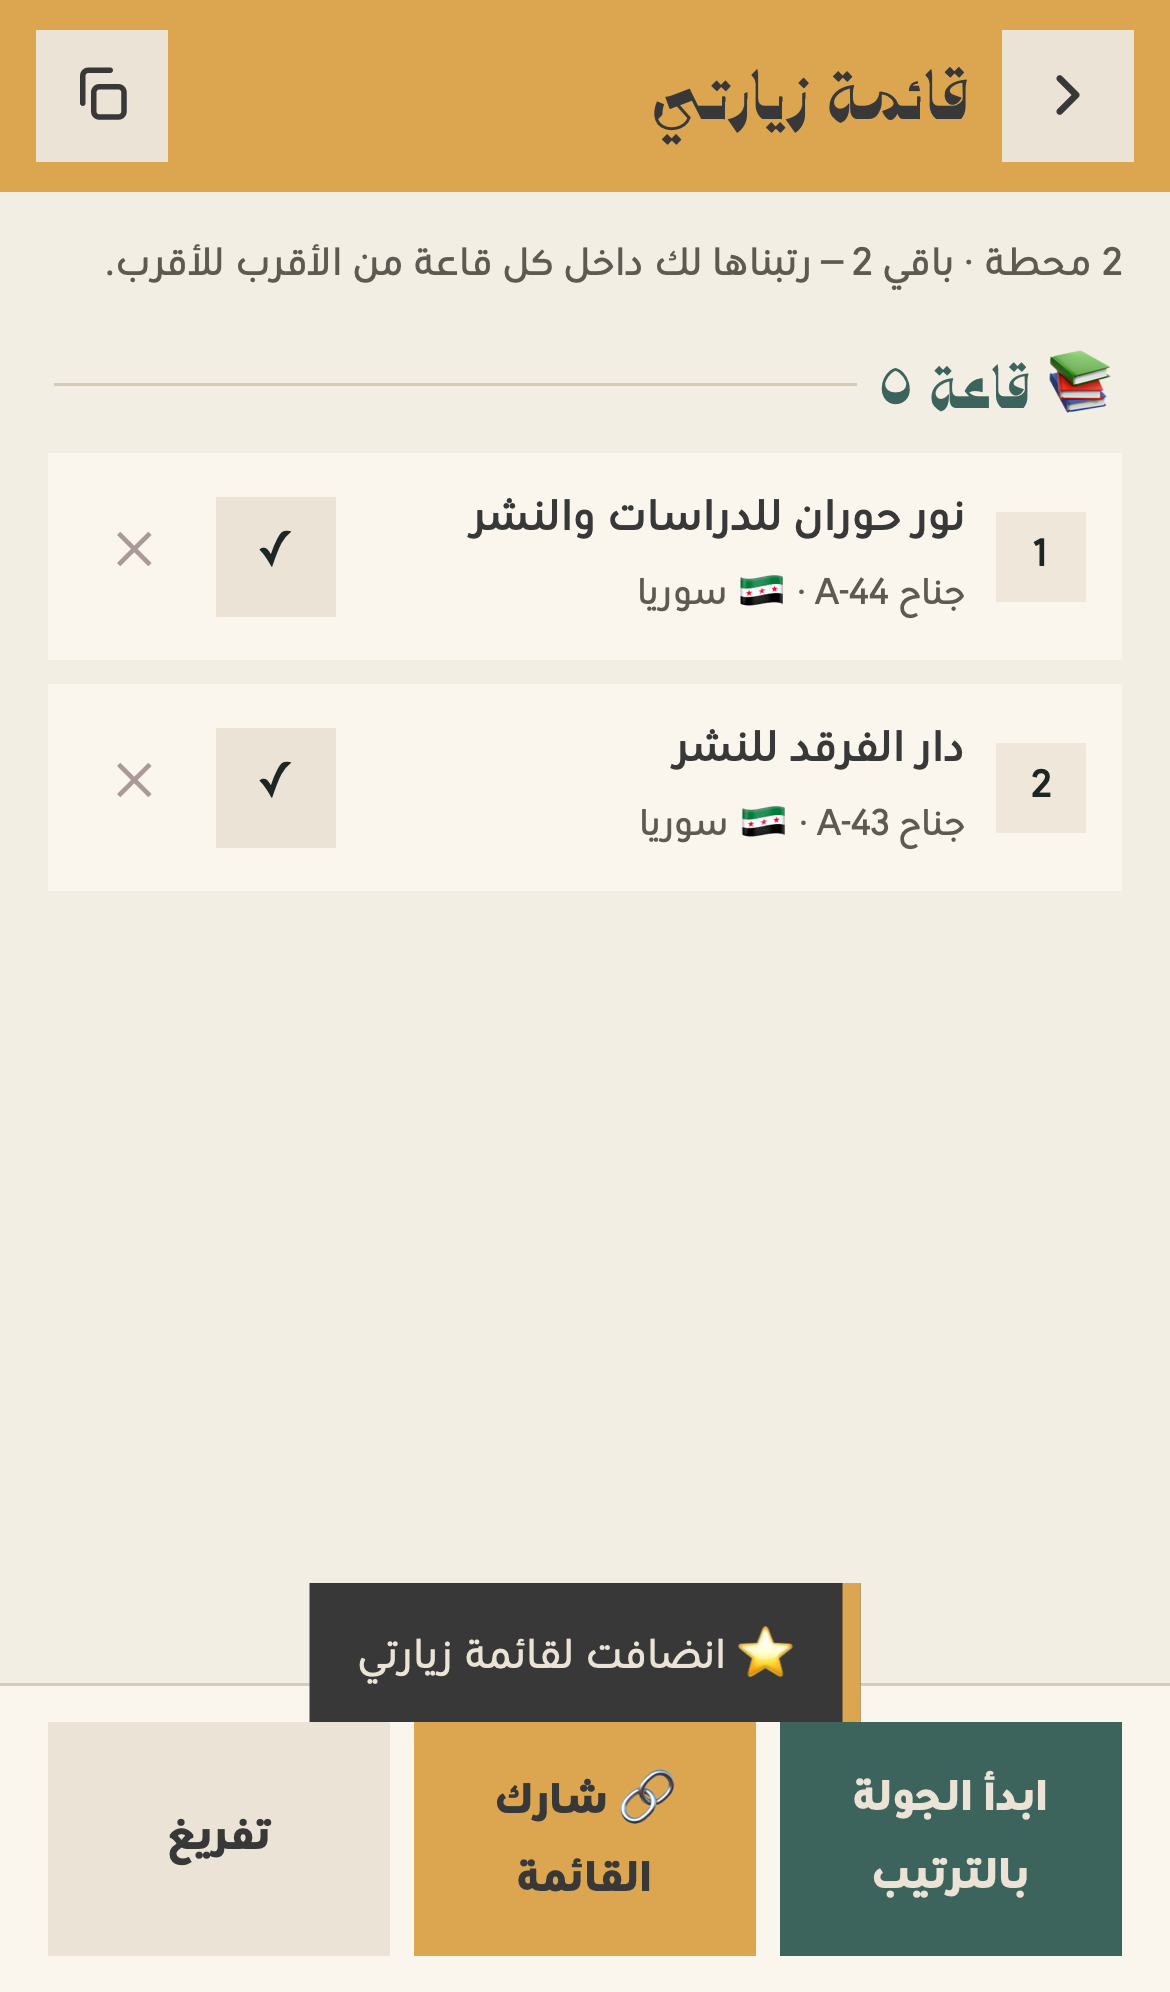 قائمة زيارتي
2 محطة · باقي 2 – رتبناها لك داخل كل قاعة من الأقرب للأقرب.
📚 قاعة ٥
1
نور حوران للدراسات والنشر
جناح A-44 · سوريا
2
دار الفرقد للنشر
جناح A-43 · سوريا
⭐ انضافت لقائمة زيارتي
ابدأ الجولة
بالترتيب
🔗 شارك
القائمة
تفريغ